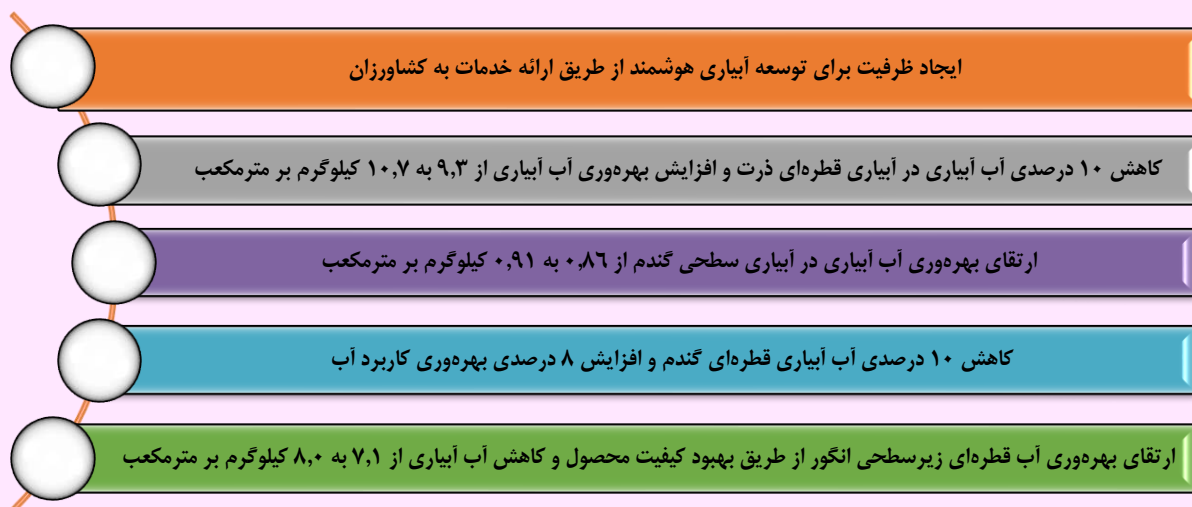 ایجاد ظرفیت برای توسعه آبیاری هوشمند از طریق ارائه خدمات به کشاورزان
کاهش ۱۰ درصدی آب آبیاری در آبیاری قطره‌ای ذرت و افزایش بهره‌وری آب آبیاری از ۹,۳ به ۱۰,۷ کیلوگرم بر مترمکعب
ارتقای بهره‌وری آب آبیاری در آبیاری سطحی گندم از ۰,۸۶ به ۰,۹۱ کیلوگرم بر مترمکعب
کاهش ۱۰ درصدی آب آبیاری قطره‌ای گندم و افزایش ۸ درصدی بهره‌وری کاربرد آب
ارتقای بهره‌وری آب قطره‌ای زیرسطحی انگور از طریق بهبود کیفیت محصول و کاهش آب آبیاری از ۷,۱ به ۸,۰ کیلوگرم بر مترمکعب